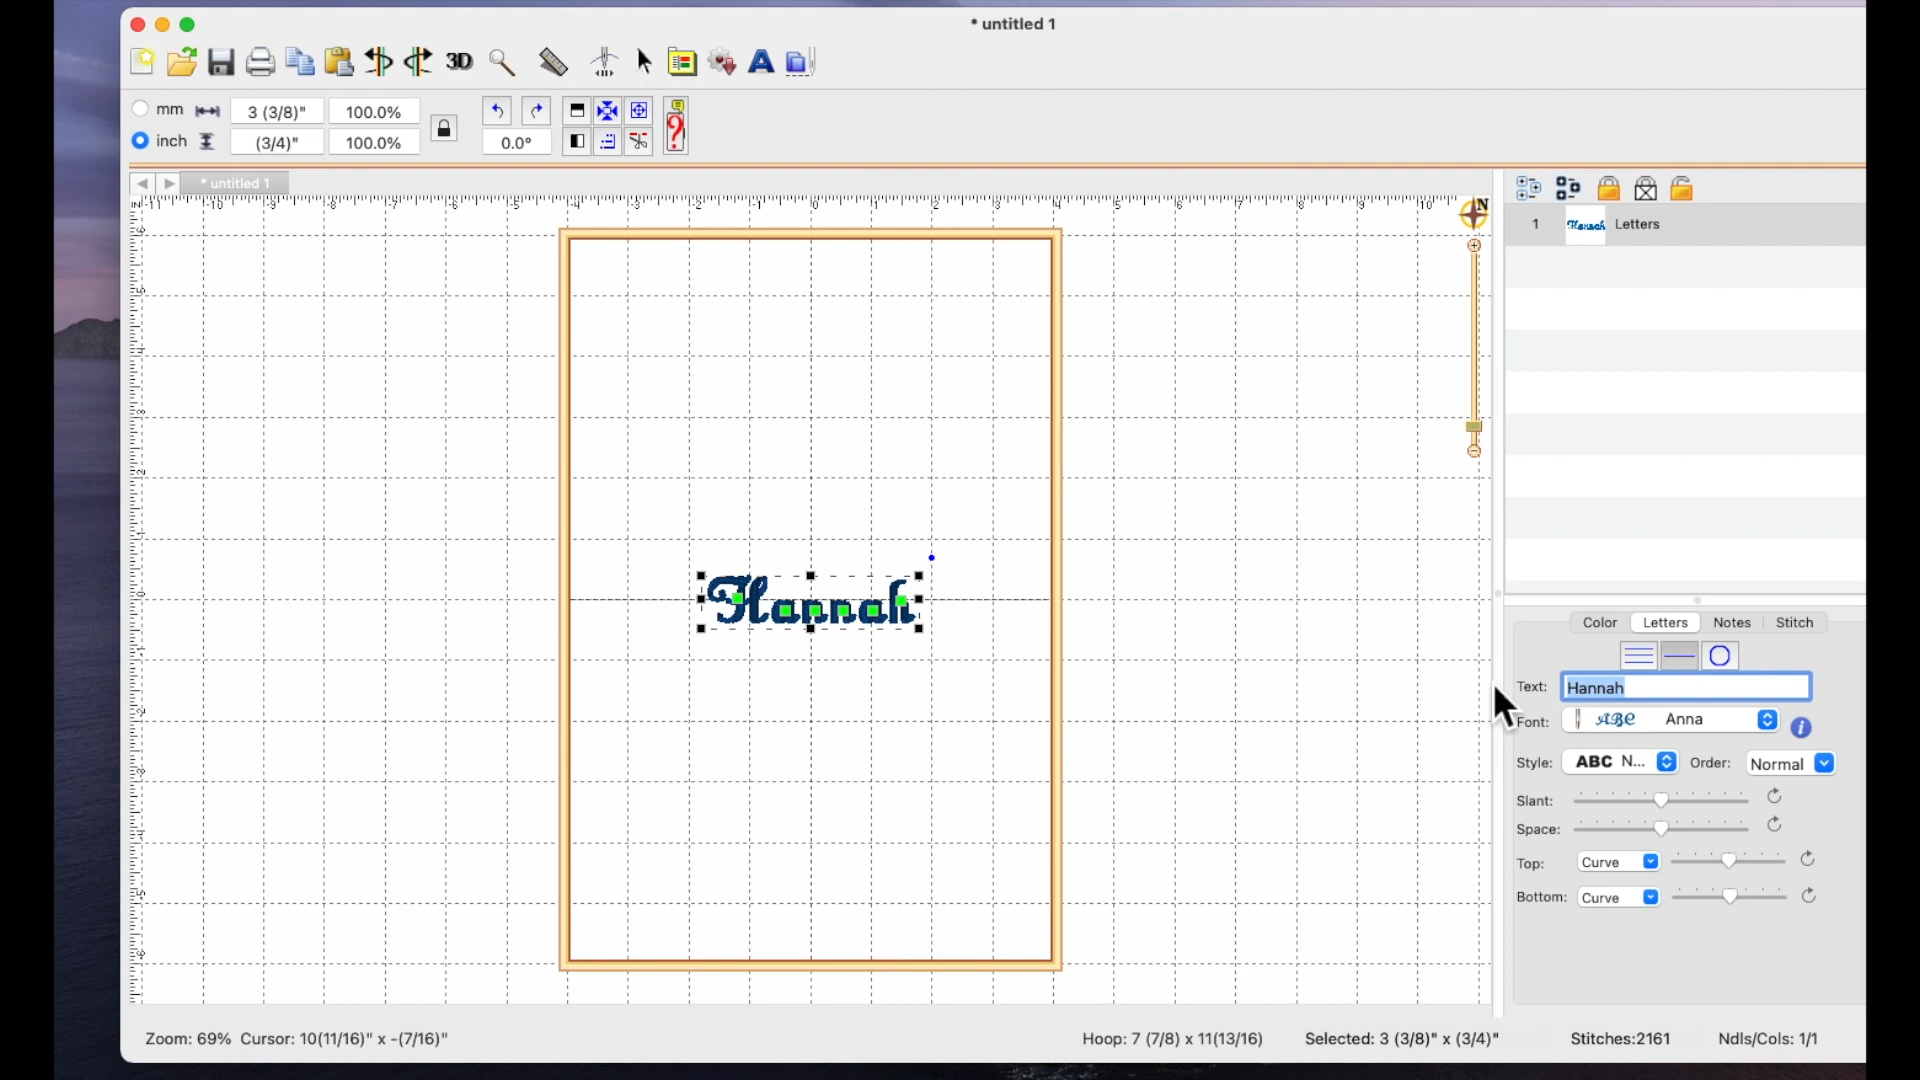 * untitled 1
3D
mm 3 (3/8)" 100.0%
inch (3/4)" 100.0% 0.0°
* untitled 1
N
1 Hannah Letters
Hannah
Color Letters Notes Stitch
Text: Hannah
Font: ABC Anna
Style: ABC N... Order: Normal
Slant:
Space:
Top: Curve
Bottom: Curve
Zoom: 69% Cursor: 10(11/16)" x -(7/16)" Hoop: 7 (7/8) x 11(13/16) Selected: 3 (3/8)" x (3/4)" Stitches:2161 Ndls/Cols: 1/1